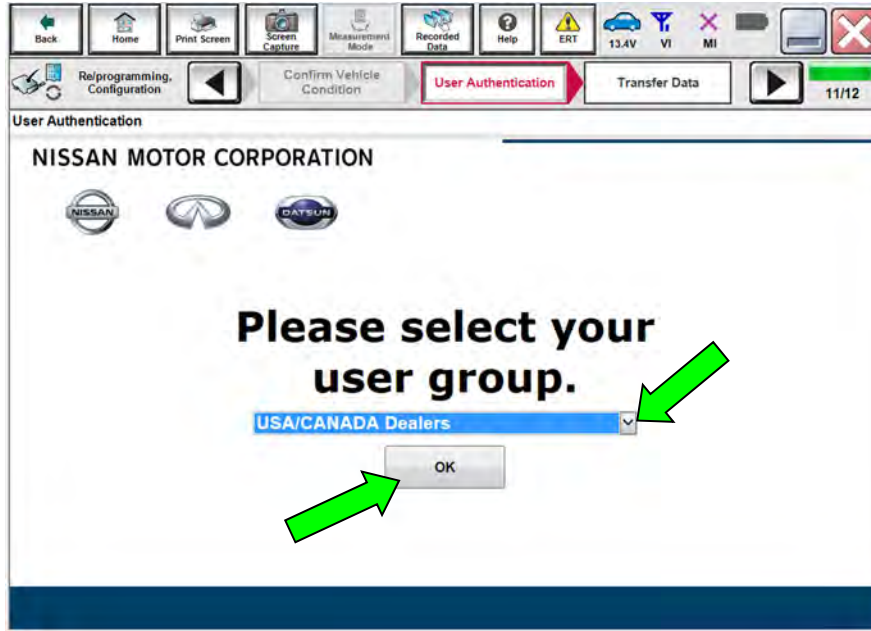 Back
Home
Print Screen
Screen Capture
Measurement Mode
Recorded Data
Help
ERT
13.4V
VI
MI
Re/programming, Configuration
Confirm Vehicle Condition
User Authentication
Transfer Data
11/12
User Authentication
NISSAN MOTOR CORPORATION
NISSAN
DATSUN
Please select your
user group.
USA/CANADA Dealers
OK